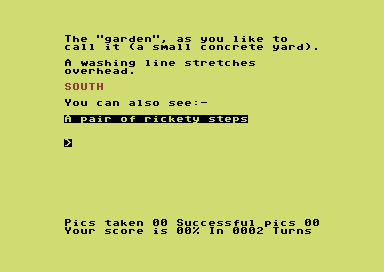 The "garden", as you like to
call it (a small concrete yard).
A washing line stretches
overhead.
SOUTH
You can also see:-
A pair of rickety steps
>
Pics taken 00 Successful pics 00
Your score is 00% In 0002 Turns